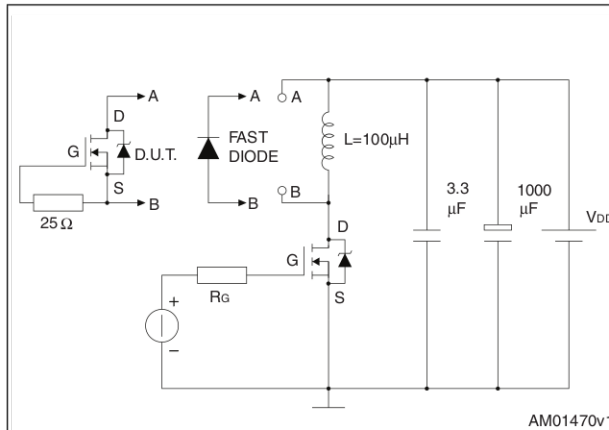 A
D
G
D.U.T.
S
B
25 Ω
A
FAST
DIODE
B
A
L=100μH
B
D
G
S
RG
+
−
3.3
μF
1000
μF
VDD
AM01470v1